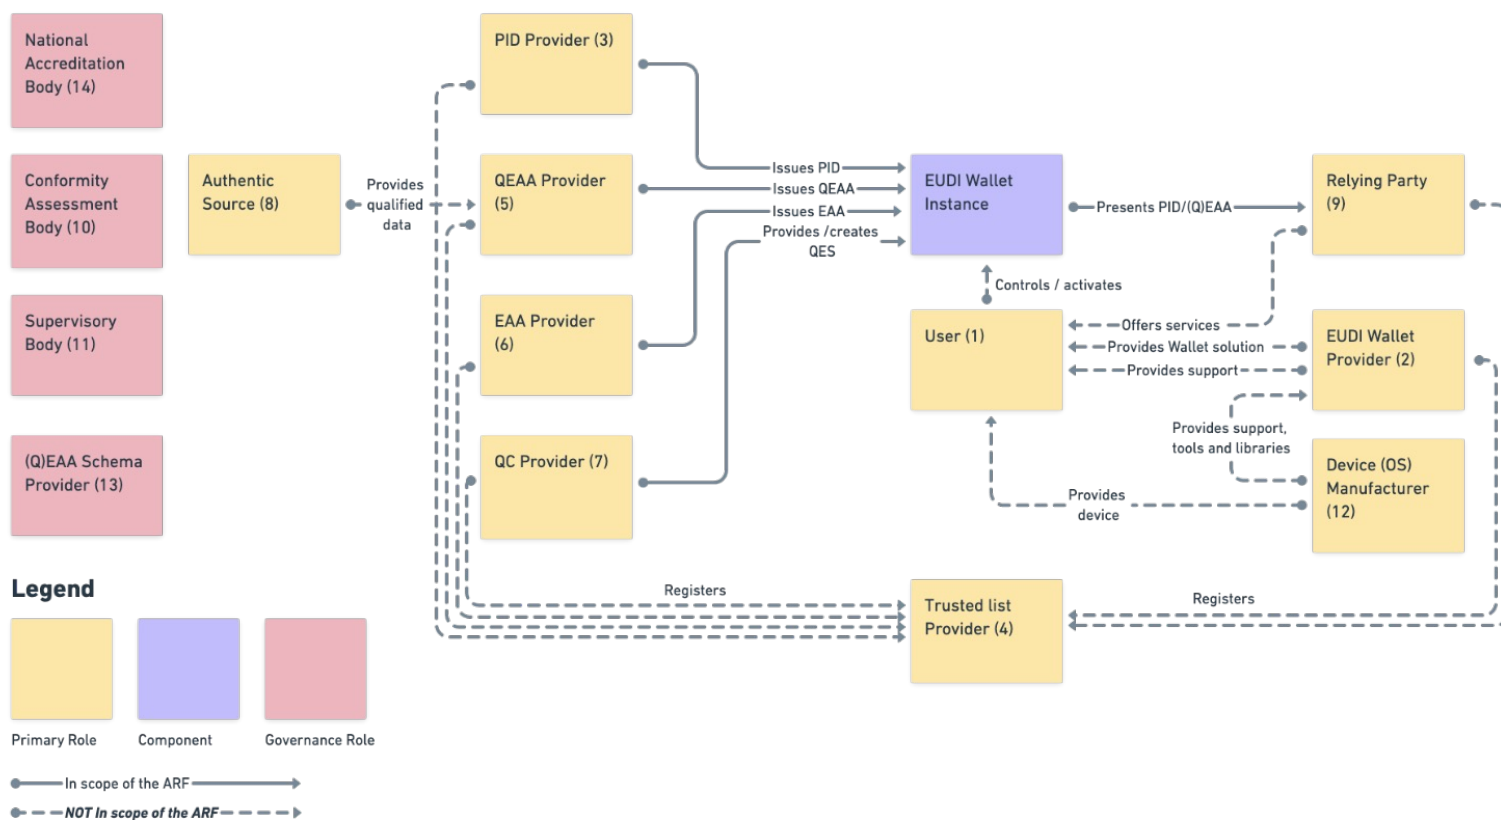 National
Accreditation
Body (14)
PID Provider (3)
Conformity
Assessment
Body (10)
Authentic
Source (8)
Provides
qualified
data
QEAA Provider
(5)
Issues PID
Issues QEAA
Issues EAA
Provides /creates
QES
EUDI Wallet
Instance
Presents PID/(Q)EAA
Relying Party
(9)
Controls / activates
Supervisory
Body (11)
EAA Provider
(6)
User (1)
Offers services
Provides Wallet solution
Provides support
EUDI Wallet
Provider (2)
Provides support,
tools and libraries
(Q)EAA Schema
Provider (13)
QC Provider (7)
Provides
device
Device (OS)
Manufacturer
(12)
Registers
Trusted list
Provider (4)
Registers
Legend
Primary Role
Component
Governance Role
In scope of the ARF
NOT In scope of the ARF